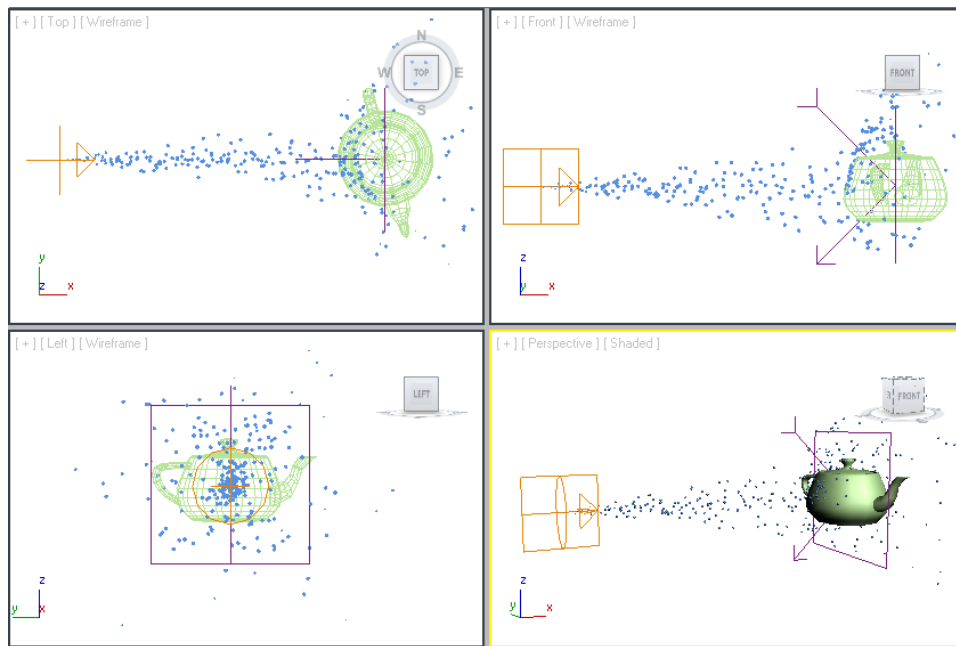 [ + ] [ Top ] [ Wireframe ]
N
W TOP E
S
y
z x
[ + ] [ Front ] [ Wireframe ]
FRONT
z
y x
[ + ] [ Left ] [ Wireframe ]
LEFT
z
y x
[ + ] [ Perspective ] [ Shaded ]
FRONT
z
y x